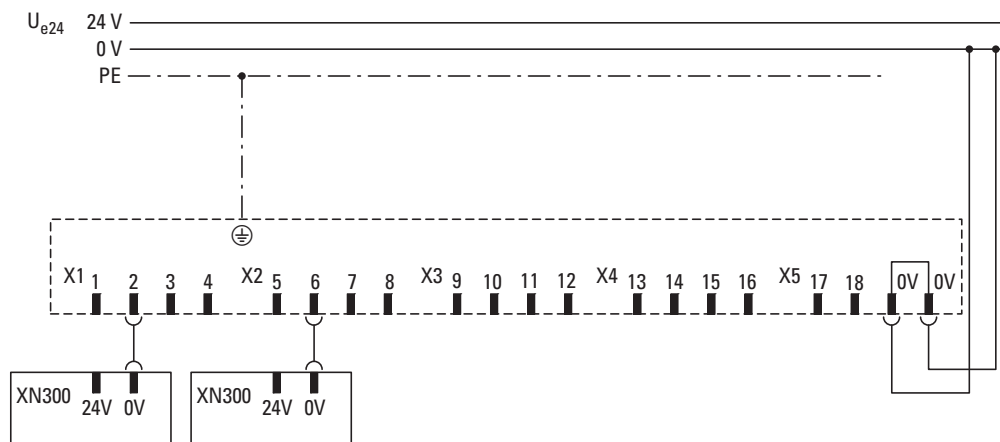 Ue24 24 V
0 V
PE
X1 1 2 3 4 X2 5 6 7 8 X3 9 10 11 12 X4 13 14 15 16 X5 17 18 0V 0V
XN300 24V 0V XN300 24V 0V